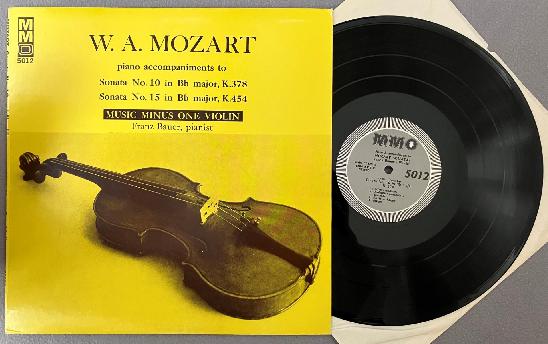 MMO
5012
W. A. MOZART
piano accompaniments to
Sonata No. 10 in Bb major, K.378
Sonata No. 15 in Bb major, K.454
MUSIC MINUS ONE VIOLIN
Franz Bauer, pianist
MMO
5012